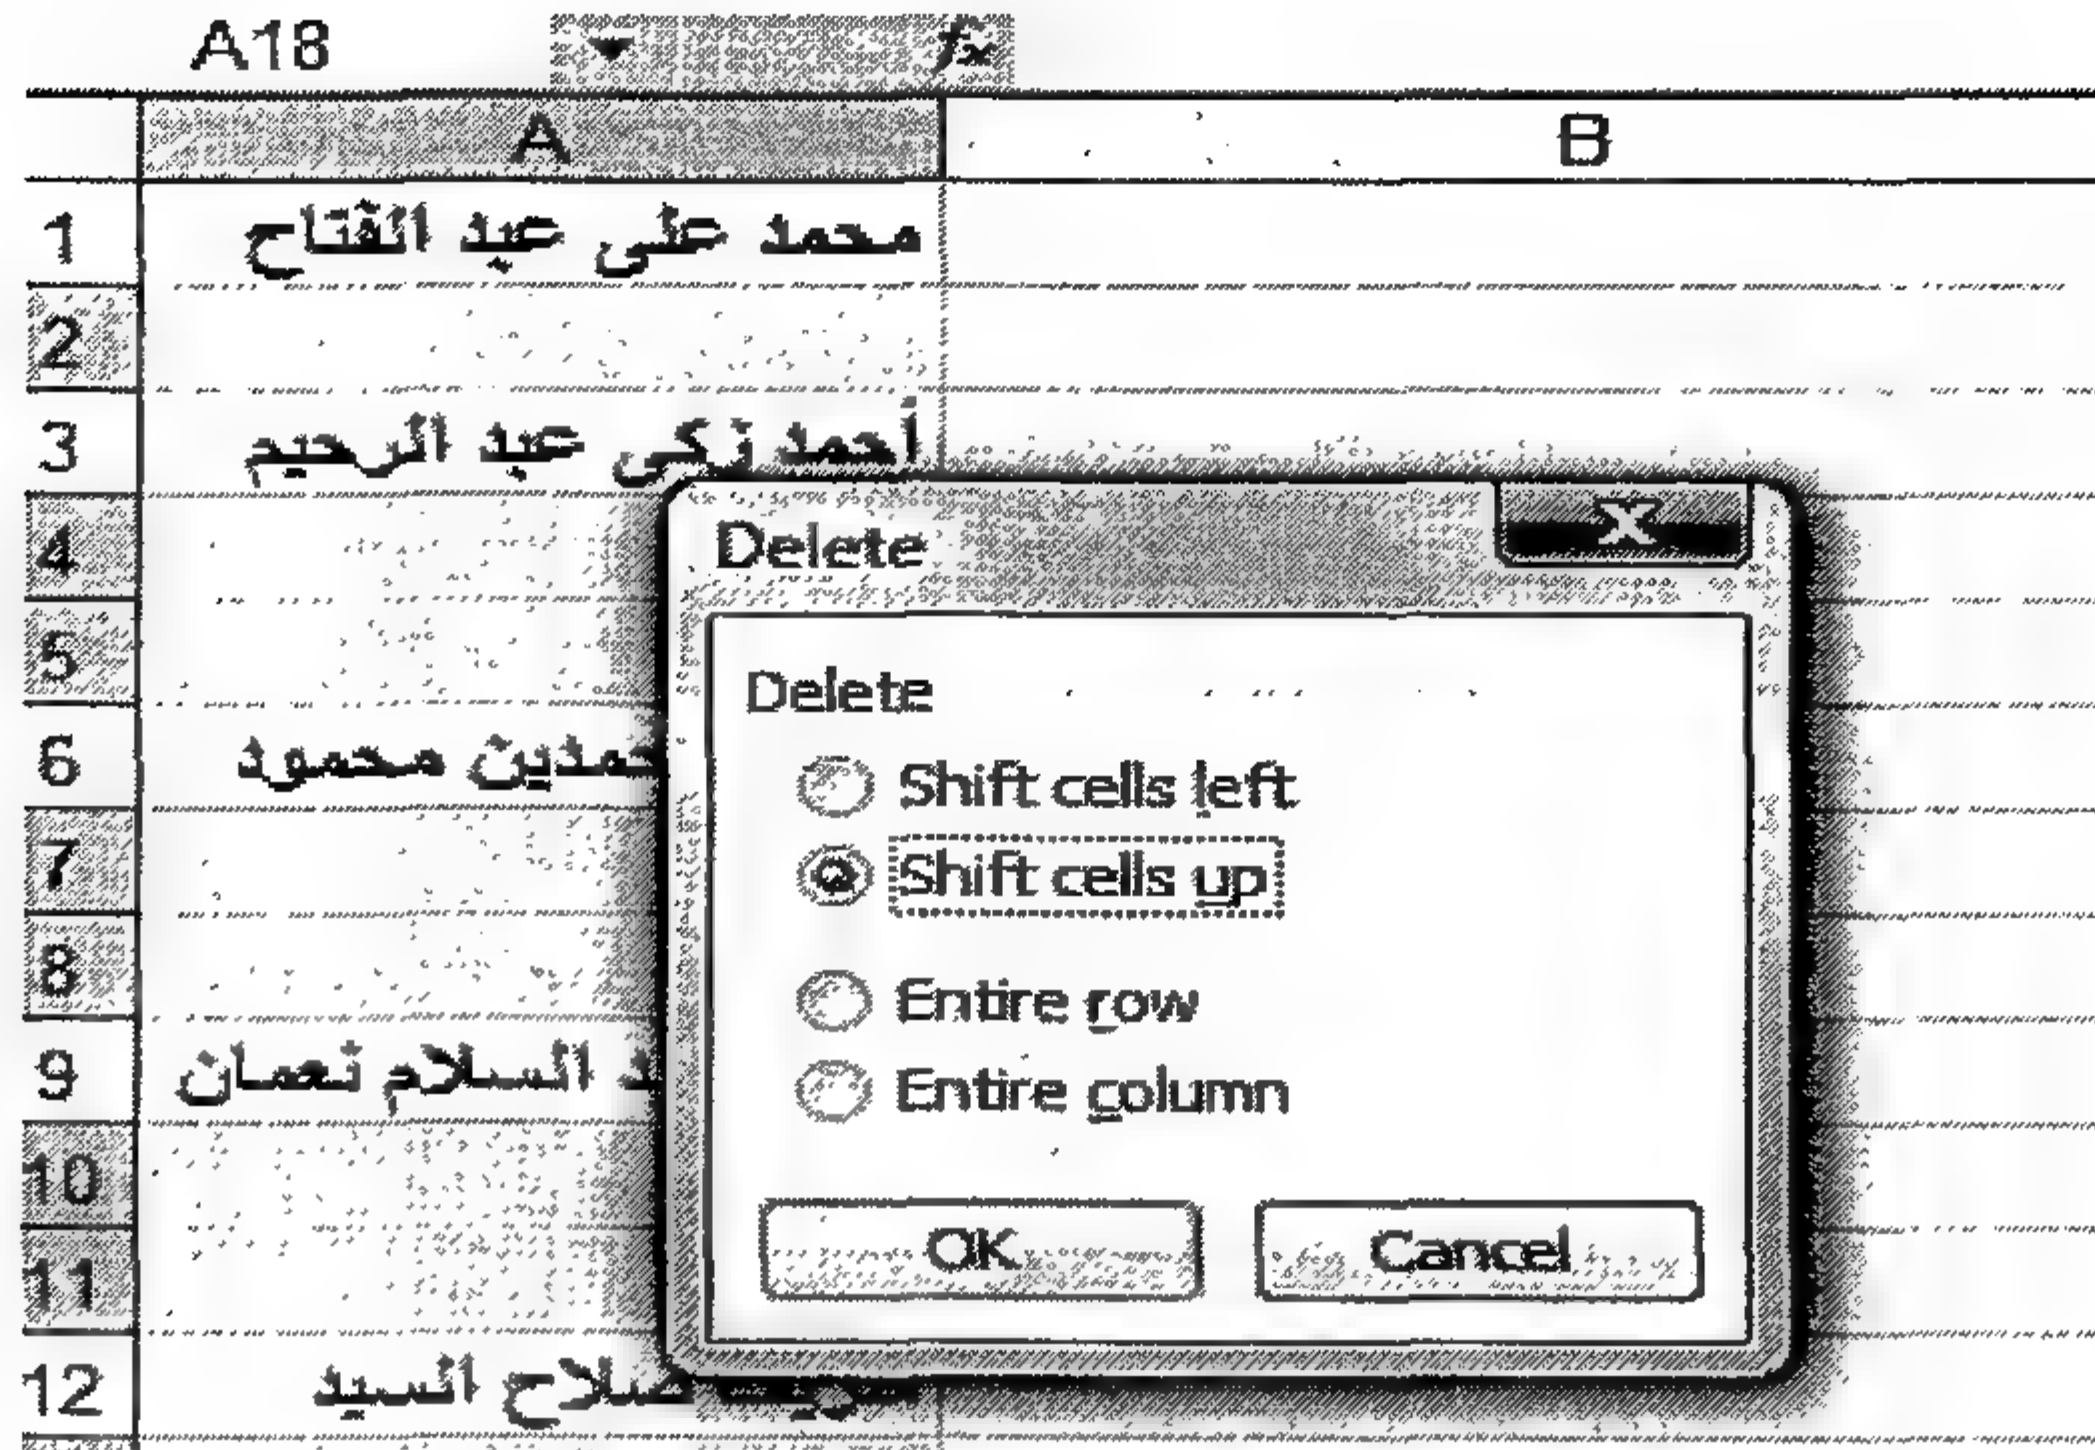 A18 fx
A B
1 محمد على عبد الفتاح
2
3 أحمد زكى عبد الرحيم
4
Delete X
5
Delete
6 حمدين محمود
Shift cells left
7
Shift cells up
8
Entire row
9 د السلام نعمان
Entire column
10
11
OK Cancel
12 صلاح السيد